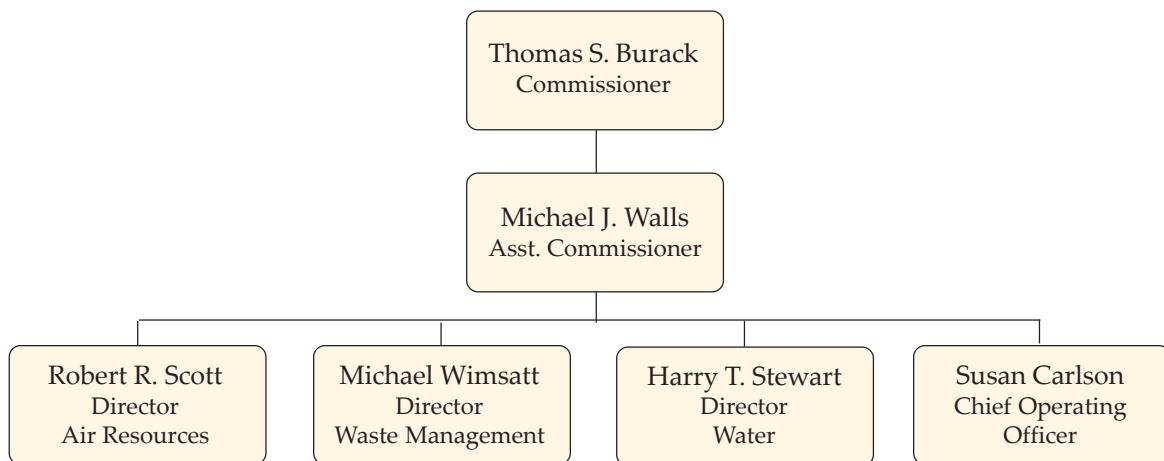 Thomas S. Burack
Commissioner
Michael J. Walls
Asst. Commissioner
Robert R. Scott
Director
Air Resources
Michael Wimsatt
Director
Waste Management
Harry T. Stewart
Director
Water
Susan Carlson
Chief Operating
Officer